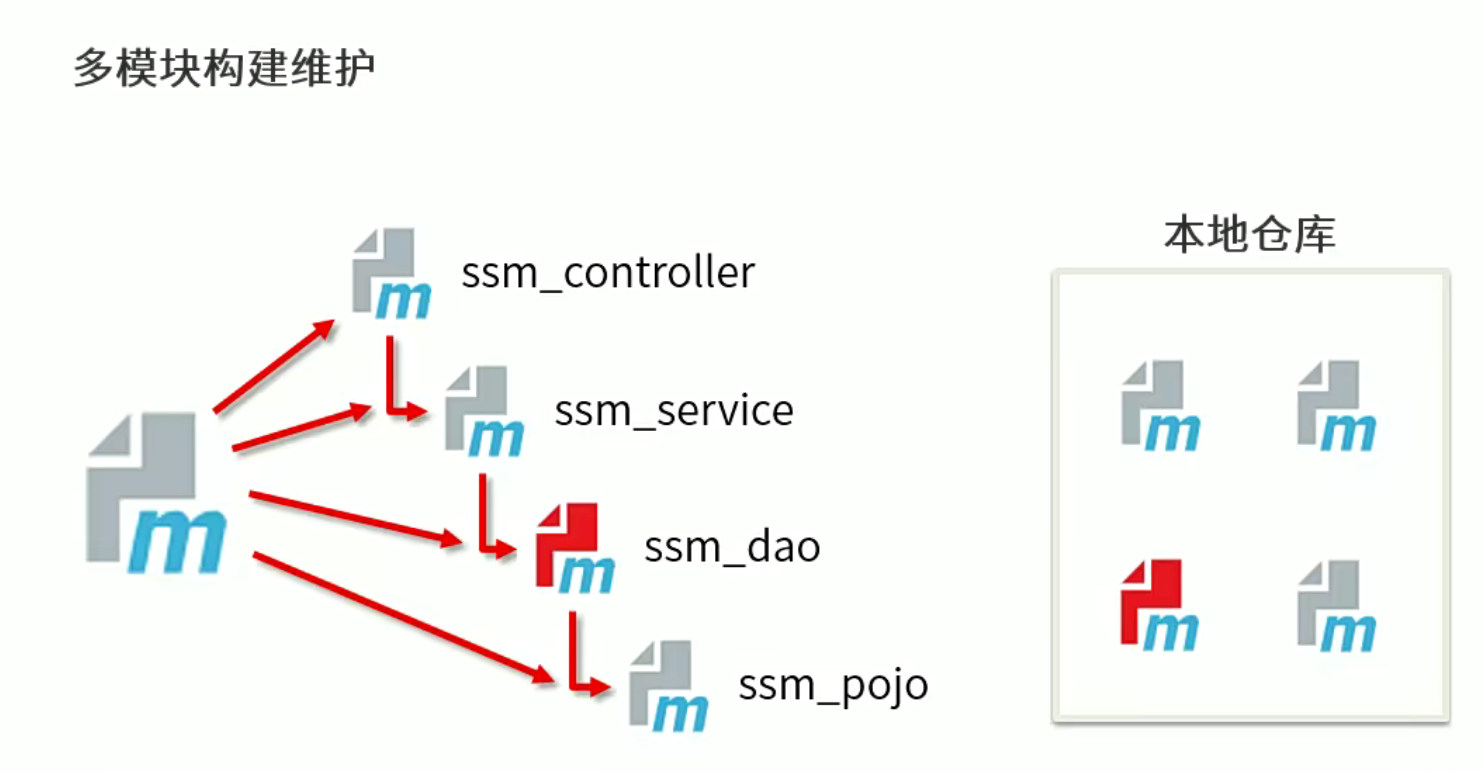 多模块构建维护
本地仓库
ssm_controller
ssm_service
ssm_dao
ssm_pojo
m
m
m
m
m
m
m
m
m